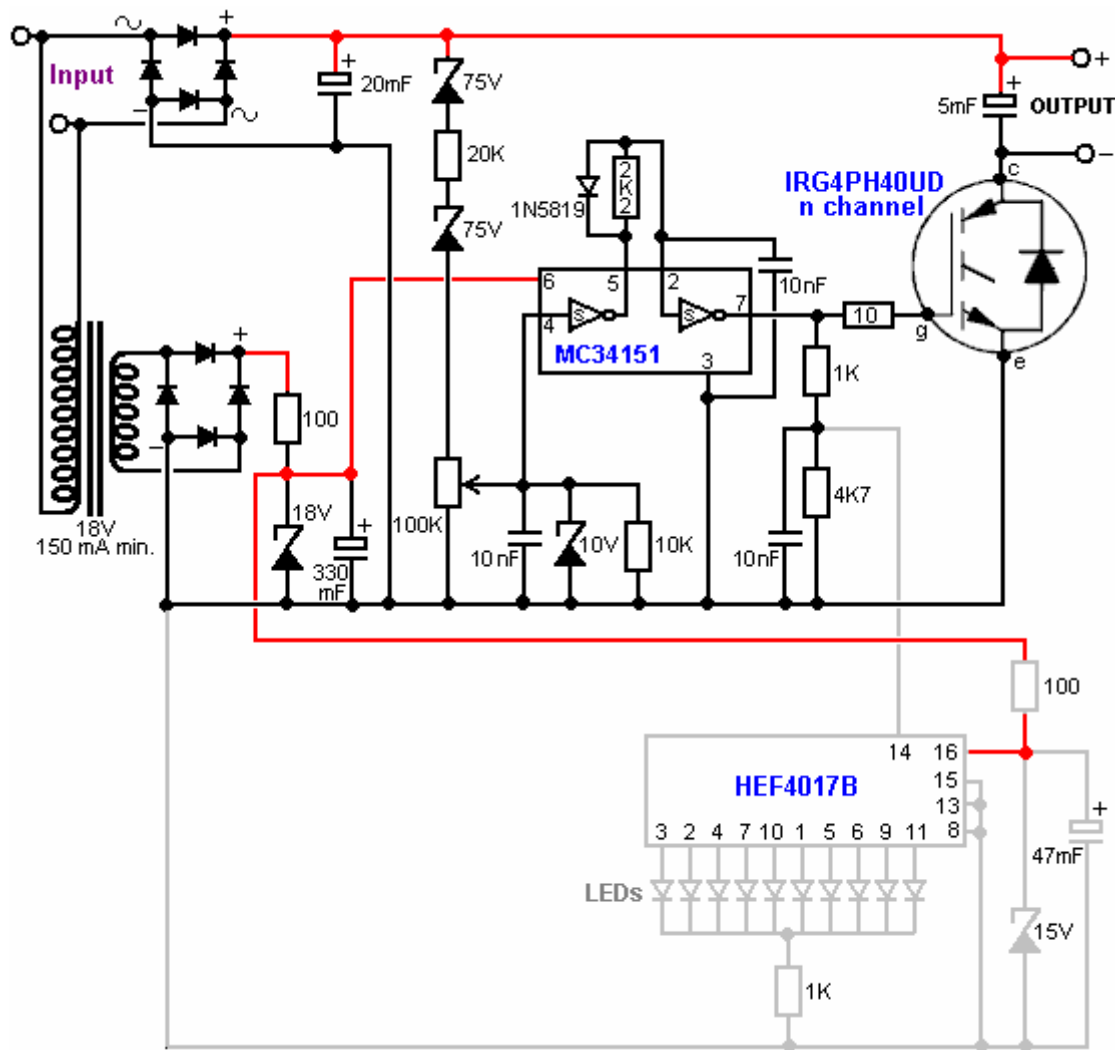 +
Input
20mF
+
75V
20K
75V
1N5819
2K2
10nF
IRG4PH40UD
n channel
+
5mF
OUTPUT
+
–
c
g
e
6
5
2
7
4
S
S
3
MC34151
10
1K
4K7
10nF
+
–
100
18V
150 mA min.
18V
330
mF
+
100K
10nF
10V
10K
100
14
16
15
13
8
HEF4017B
3 2 4 7 10 1 5 6 9 11
LEDs
1K
+
47mF
15V